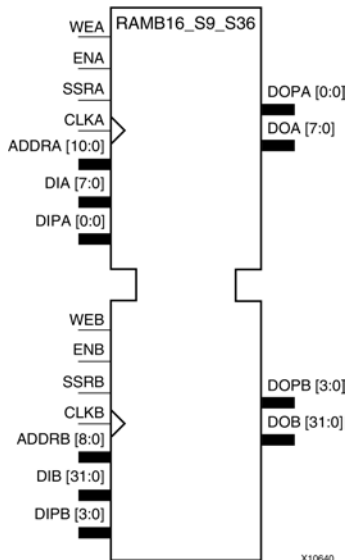 RAMB16_S9_S36
WEA
ENA
SSRA
CLKA
ADDRA [10:0]
DIA [7:0]
DIPA [0:0]
DOPA [0:0]
DOA [7:0]
WEB
ENB
SSRB
CLKB
ADDRB [8:0]
DIB [31:0]
DIPB [3:0]
DOPB [3:0]
DOB [31:0]
X10640